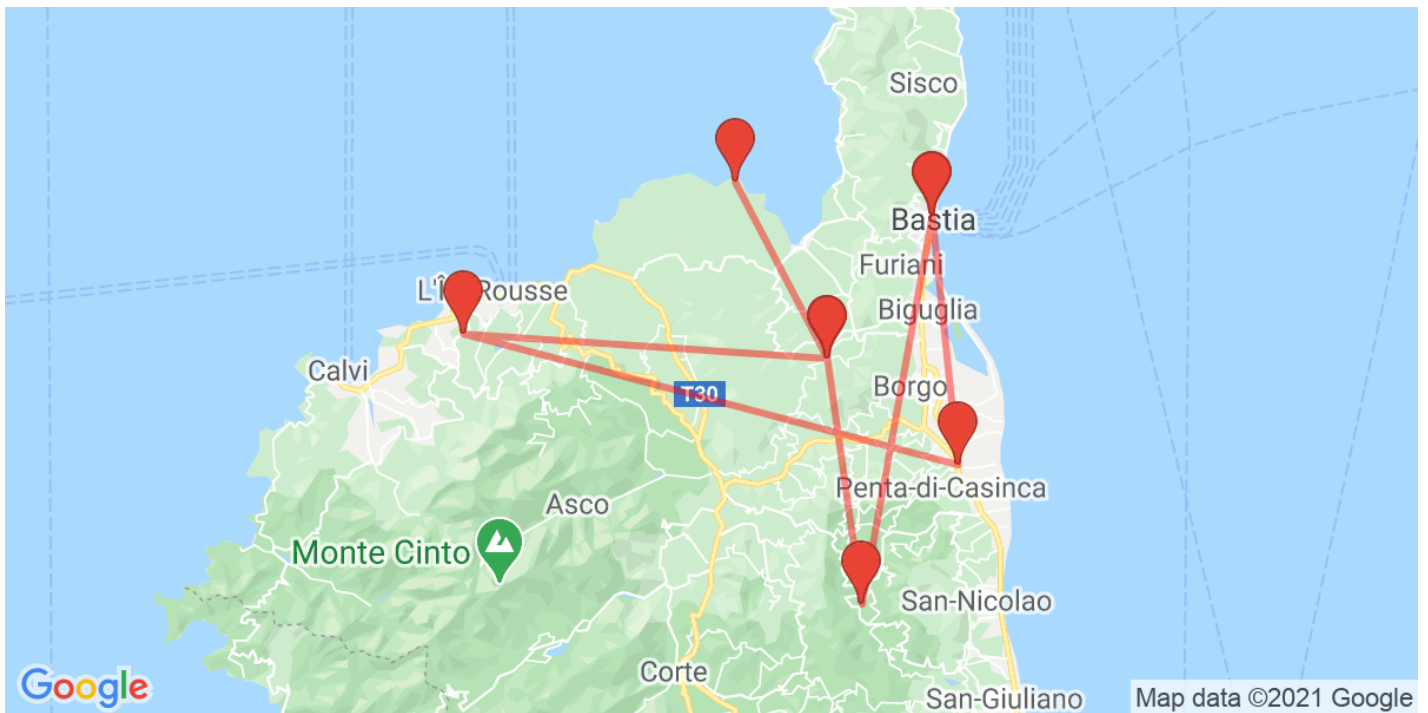 Sisco
Bastia
Furiani
L'Île-Rousse
Biguglia
Calvi
Borgo
T30
Penta-di-Casinca
Asco
Monte Cinto
San-Nicolao
Corte
San-Giuliano
Google
Map data ©2021 Google